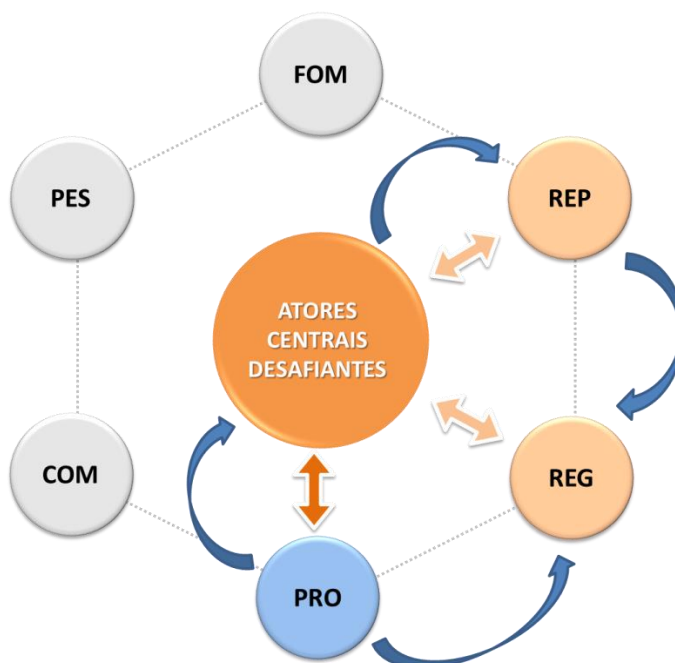 FOM
PES
REP
ATORES
CENTRAIS
DESAFIANTES
COM
REG
PRO